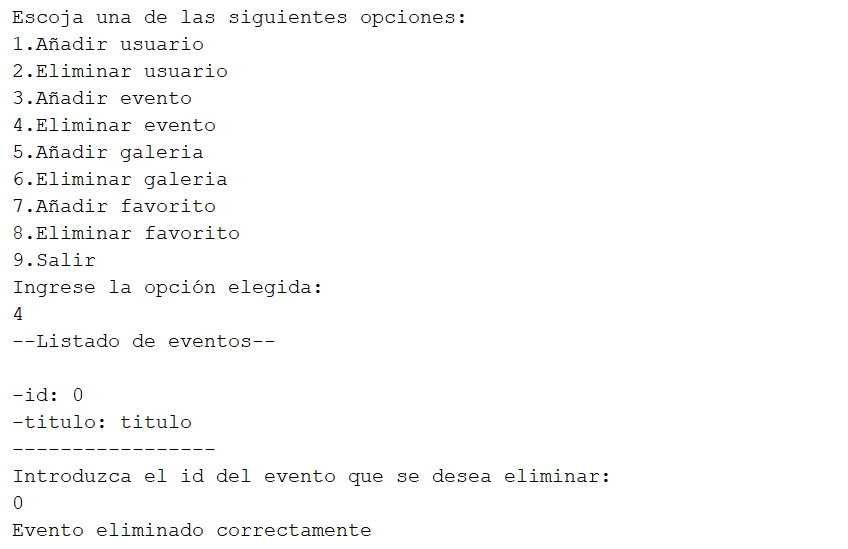 Escoja una de las siguientes opciones:
1.Añadir usuario
2.Eliminar usuario
3.Añadir evento
4.Eliminar evento
5.Añadir galeria
6.Eliminar galeria
7.Añadir favorito
8.Eliminar favorito
9.Salir
Ingrese la opción elegida:
4
--Listado de eventos--

-id: 0
-titulo: titulo
-----------------
Introduzca el id del evento que se desea eliminar:
0
Evento eliminado correctamente